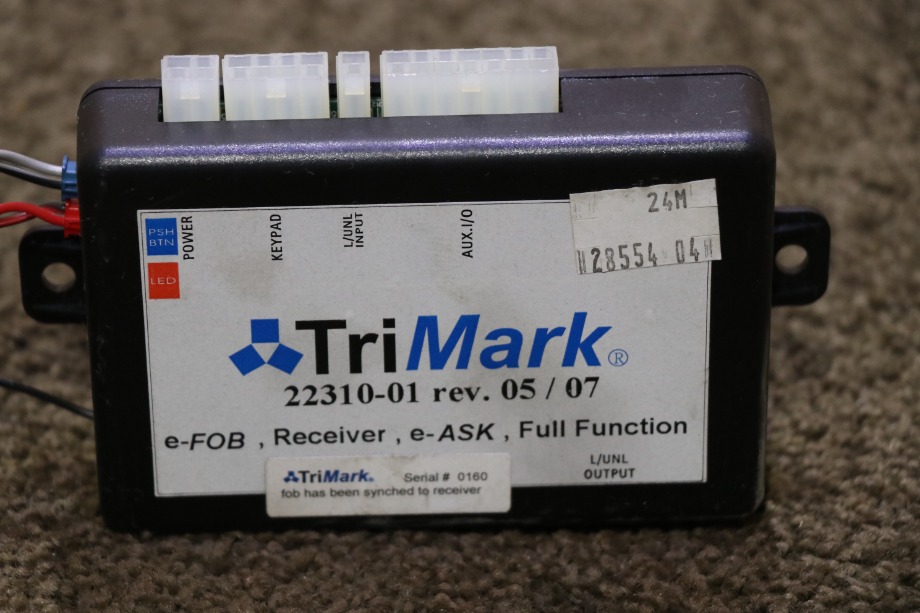 PSH
BTN
LED
POWER
KEYPAD
L/UNL
INPUT
AUX.I/O
24M
28554 04
TriMark®
22310-01 rev. 05 / 07
e-FOB , Receiver , e-ASK , Full Function
L/UNL
OUTPUT
TriMark® Serial # 0160
fob has been synched to receiver